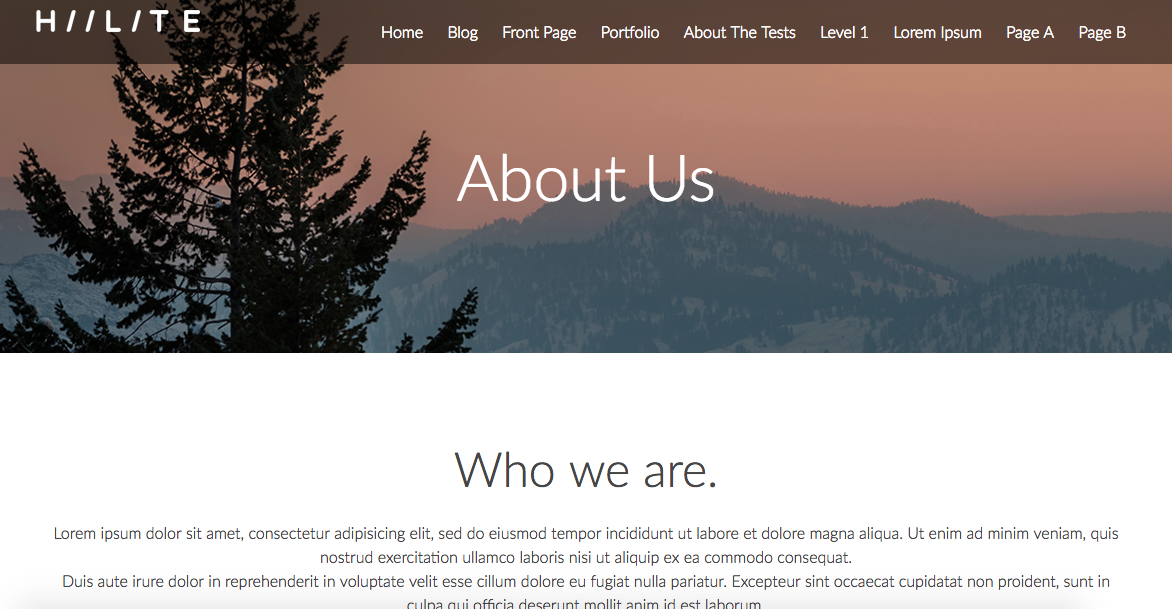 H//L/TE
Home Blog Front Page Portfolio About The Tests Level 1 Lorem Ipsum Page A Page B
About Us
Who we are.
Lorem ipsum dolor sit amet, consectetur adipisicing elit, sed do eiusmod tempor incididunt ut labore et dolore magna aliqua. Ut enim ad minim veniam, quis
nostrud exercitation ullamco laboris nisi ut aliquip ex ea commodo consequat.
Duis aute irure dolor in reprehenderit in voluptate velit esse cillum dolore eu fugiat nulla pariatur. Excepteur sint occaecat cupidatat non proident, sunt in
culpa qui officia deserunt mollit anim id est laborum.